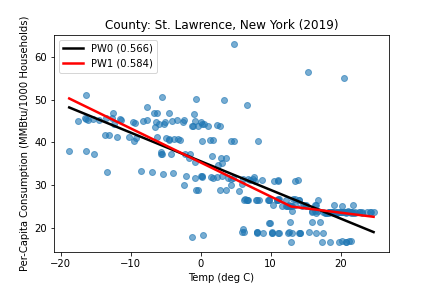 County: St. Lawrence, New York (2019)
PW0 (0.566)
PW1 (0.584)
Per-Capita Consumption (MMBtu/1000 Households)
60
50
40
30
20
−20
−10
0
10
20
Temp (deg C)